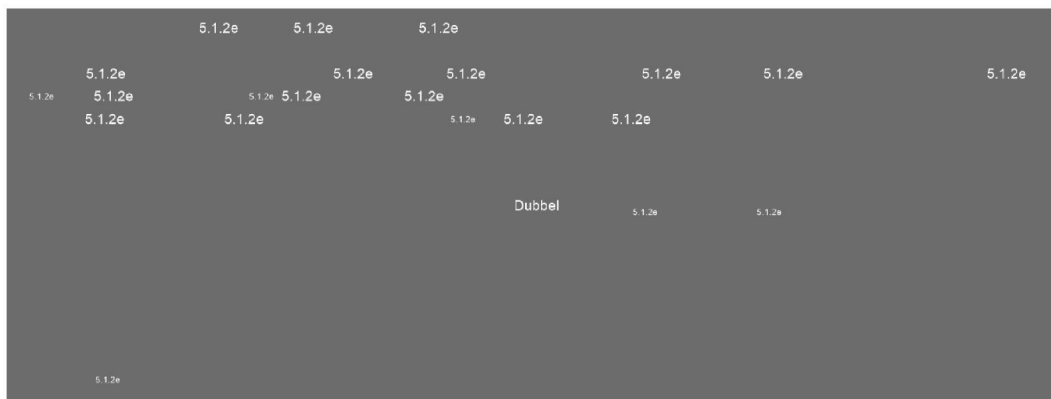 5.1.2e 5.1.2e 5.1.2e
5.1.2e 5.1.2e 5.1.2e 5.1.2e 5.1.2e 5.1.2e
5.1.2e 5.1.2e 5.1.2e 5.1.2e 5.1.2e
5.1.2e 5.1.2e 5.1.2e 5.1.2e 5.1.2e
Dubbel 5.1.2e 5.1.2e
5.1.2e